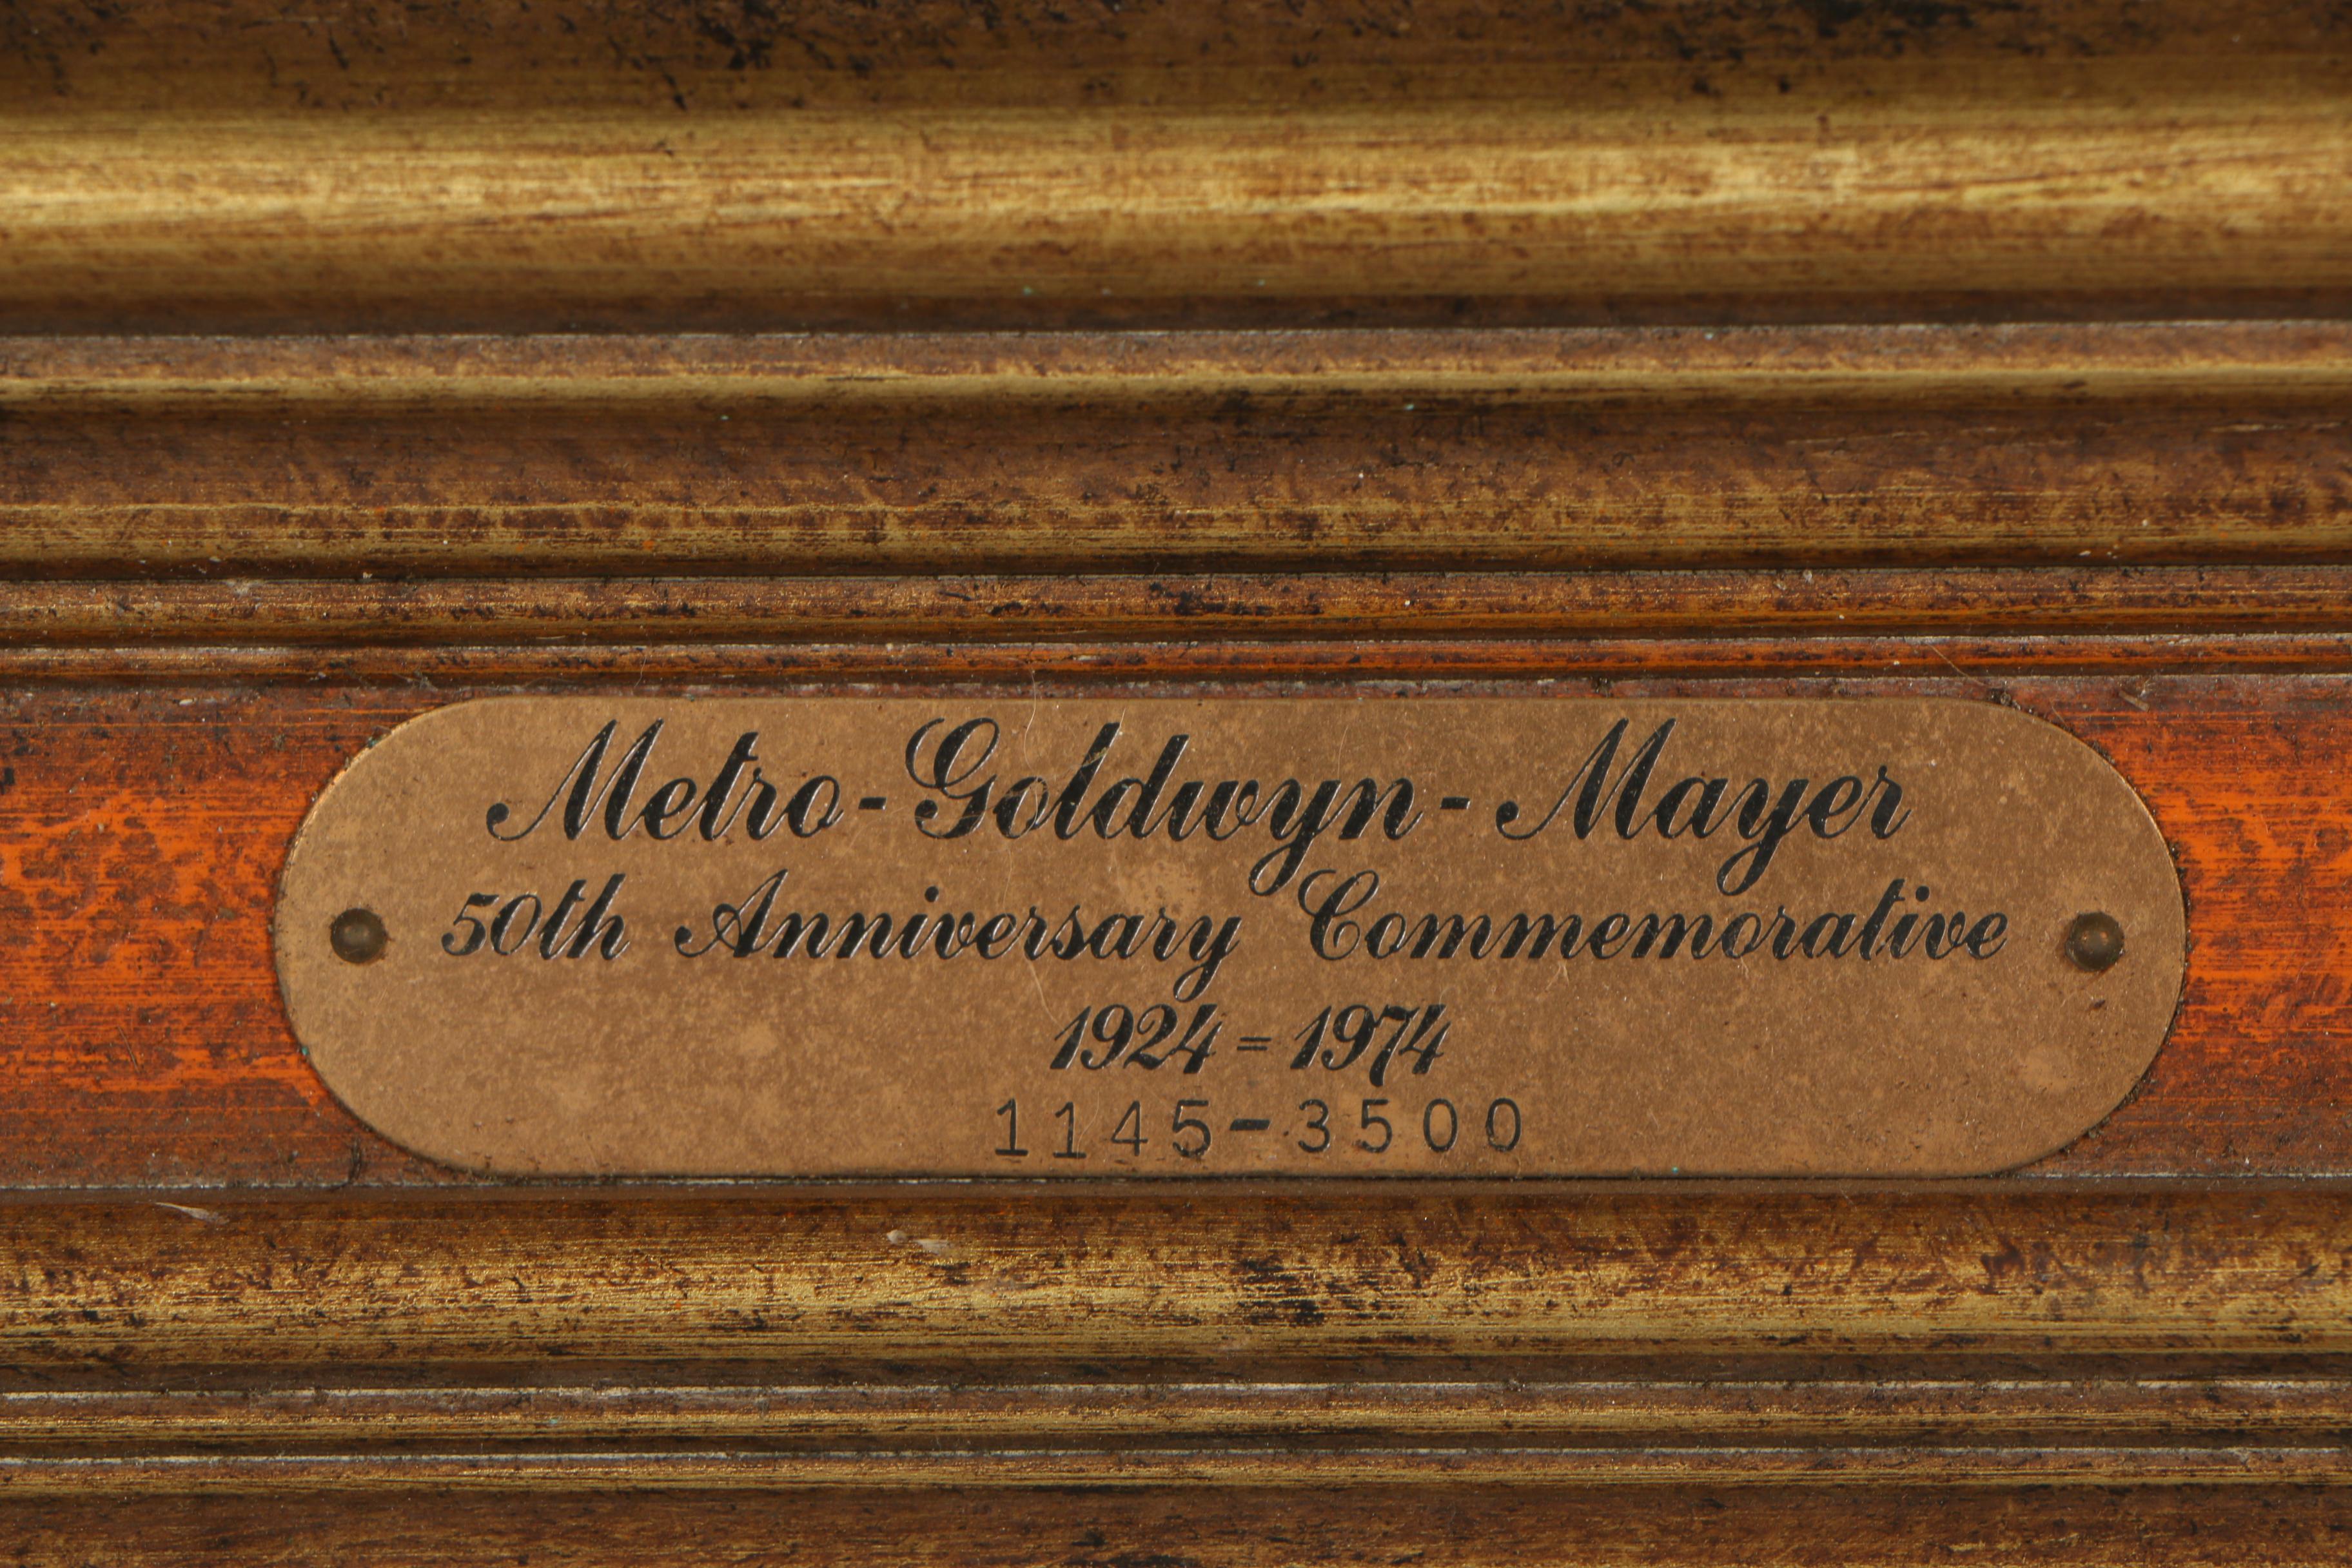 Metro-Goldwyn-Mayer
50th Anniversary Commemorative
1924=1974
1145-3500